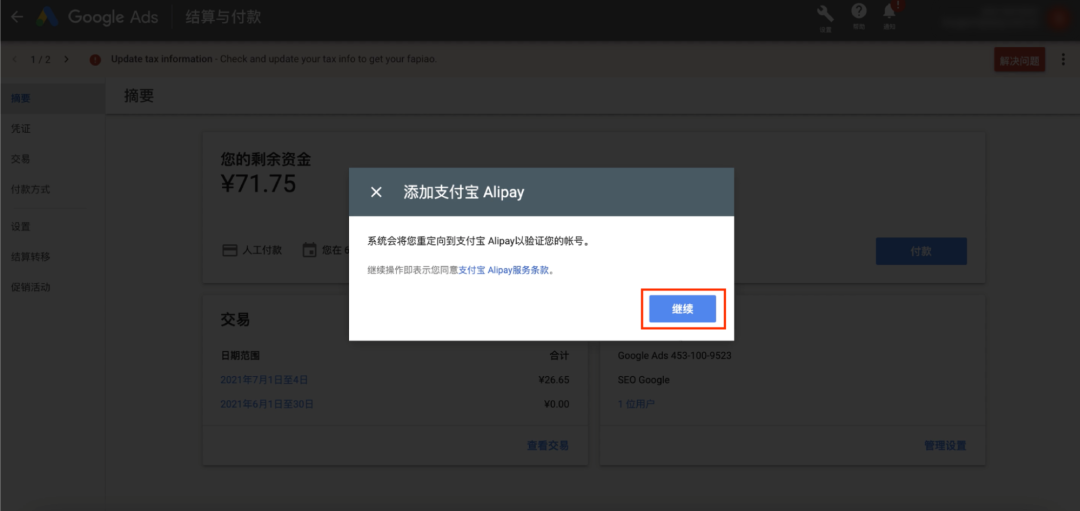 Google Ads 结算与付款
设置 帮助 通知
1 / 2 Update tax information - Check and update your tax info to get your fapiao. 解决问题
摘要
凭证
交易
付款方式
设置
结算转移
促销活动
摘要
您的剩余资金
¥71.75
人工付款 您在 6
付款
添加支付宝 Alipay
系统会将您重定向到支付宝 Alipay以验证您的帐号。
继续操作即表示您同意支付宝 Alipay服务条款。
继续
交易
日期范围 合计
2021年7月1日至4日 ¥26.65
2021年6月1日至30日 ¥0.00
查看交易
Google Ads 453-100-9523
SEO Google
1 位用户
管理设置